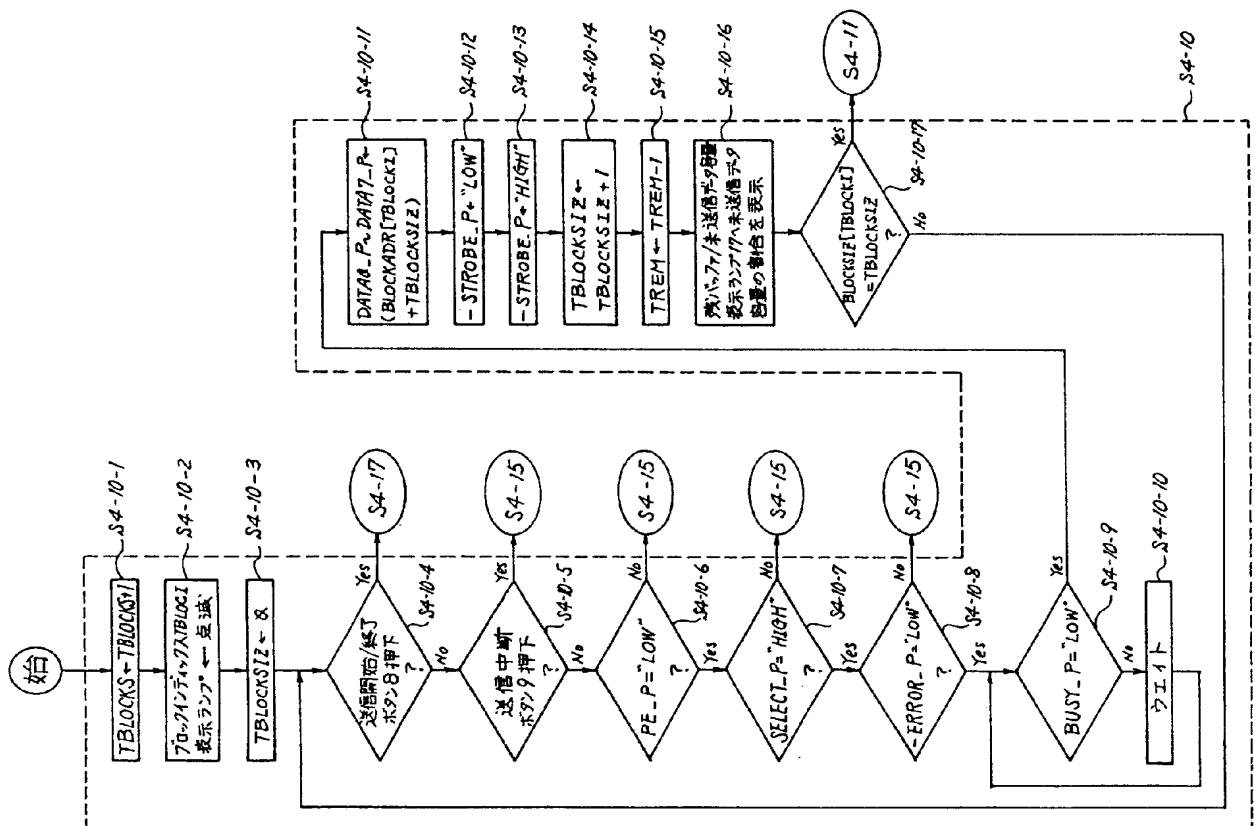 始
TBLOCKS←TBLOCKS+1
S4-10-1
ブロックインディックスTBLOCI
表示ランプ ← 点滅
S4-10-2
TBLOCKSIZ←0
S4-10-3
送信開始/終了
ボタン8押下
?
Yes
No
S4-10-4
S4-17
送信中断
ボタン9押下
?
Yes
No
S4-10-5
S4-15
PE_P="LOW"
?
No
Yes
S4-10-6
S4-15
SELECT_P="HIGH"
?
No
Yes
S4-10-7
S4-15
-ERROR_P="LOW"
?
No
Yes
S4-10-8
S4-15
BUSY_P="LOW"
?
Yes
No
S4-10-9
ウエイト
S4-10-10
DATA0_P~DATA7_P←
(BLOCKADR[TBLOCKI]
+TBLOCKSIZ)
S4-10-11
-STROBE_P←"LOW"
S4-10-12
-STROBE_P←"HIGH"
S4-10-13
TBLOCKSIZ←
TBLOCKSIZ+1
S4-10-14
TREM←TREM-1
S4-10-15
残バッファ/未送信データ容量
表示ランプ17へ未送信データ
容量の割合を表示
S4-10-16
BLOCKSIZ[TBLOCKI]
=TBLOCKSIZ
?
Yes
No
S4-10-17
S4-11
S4-10